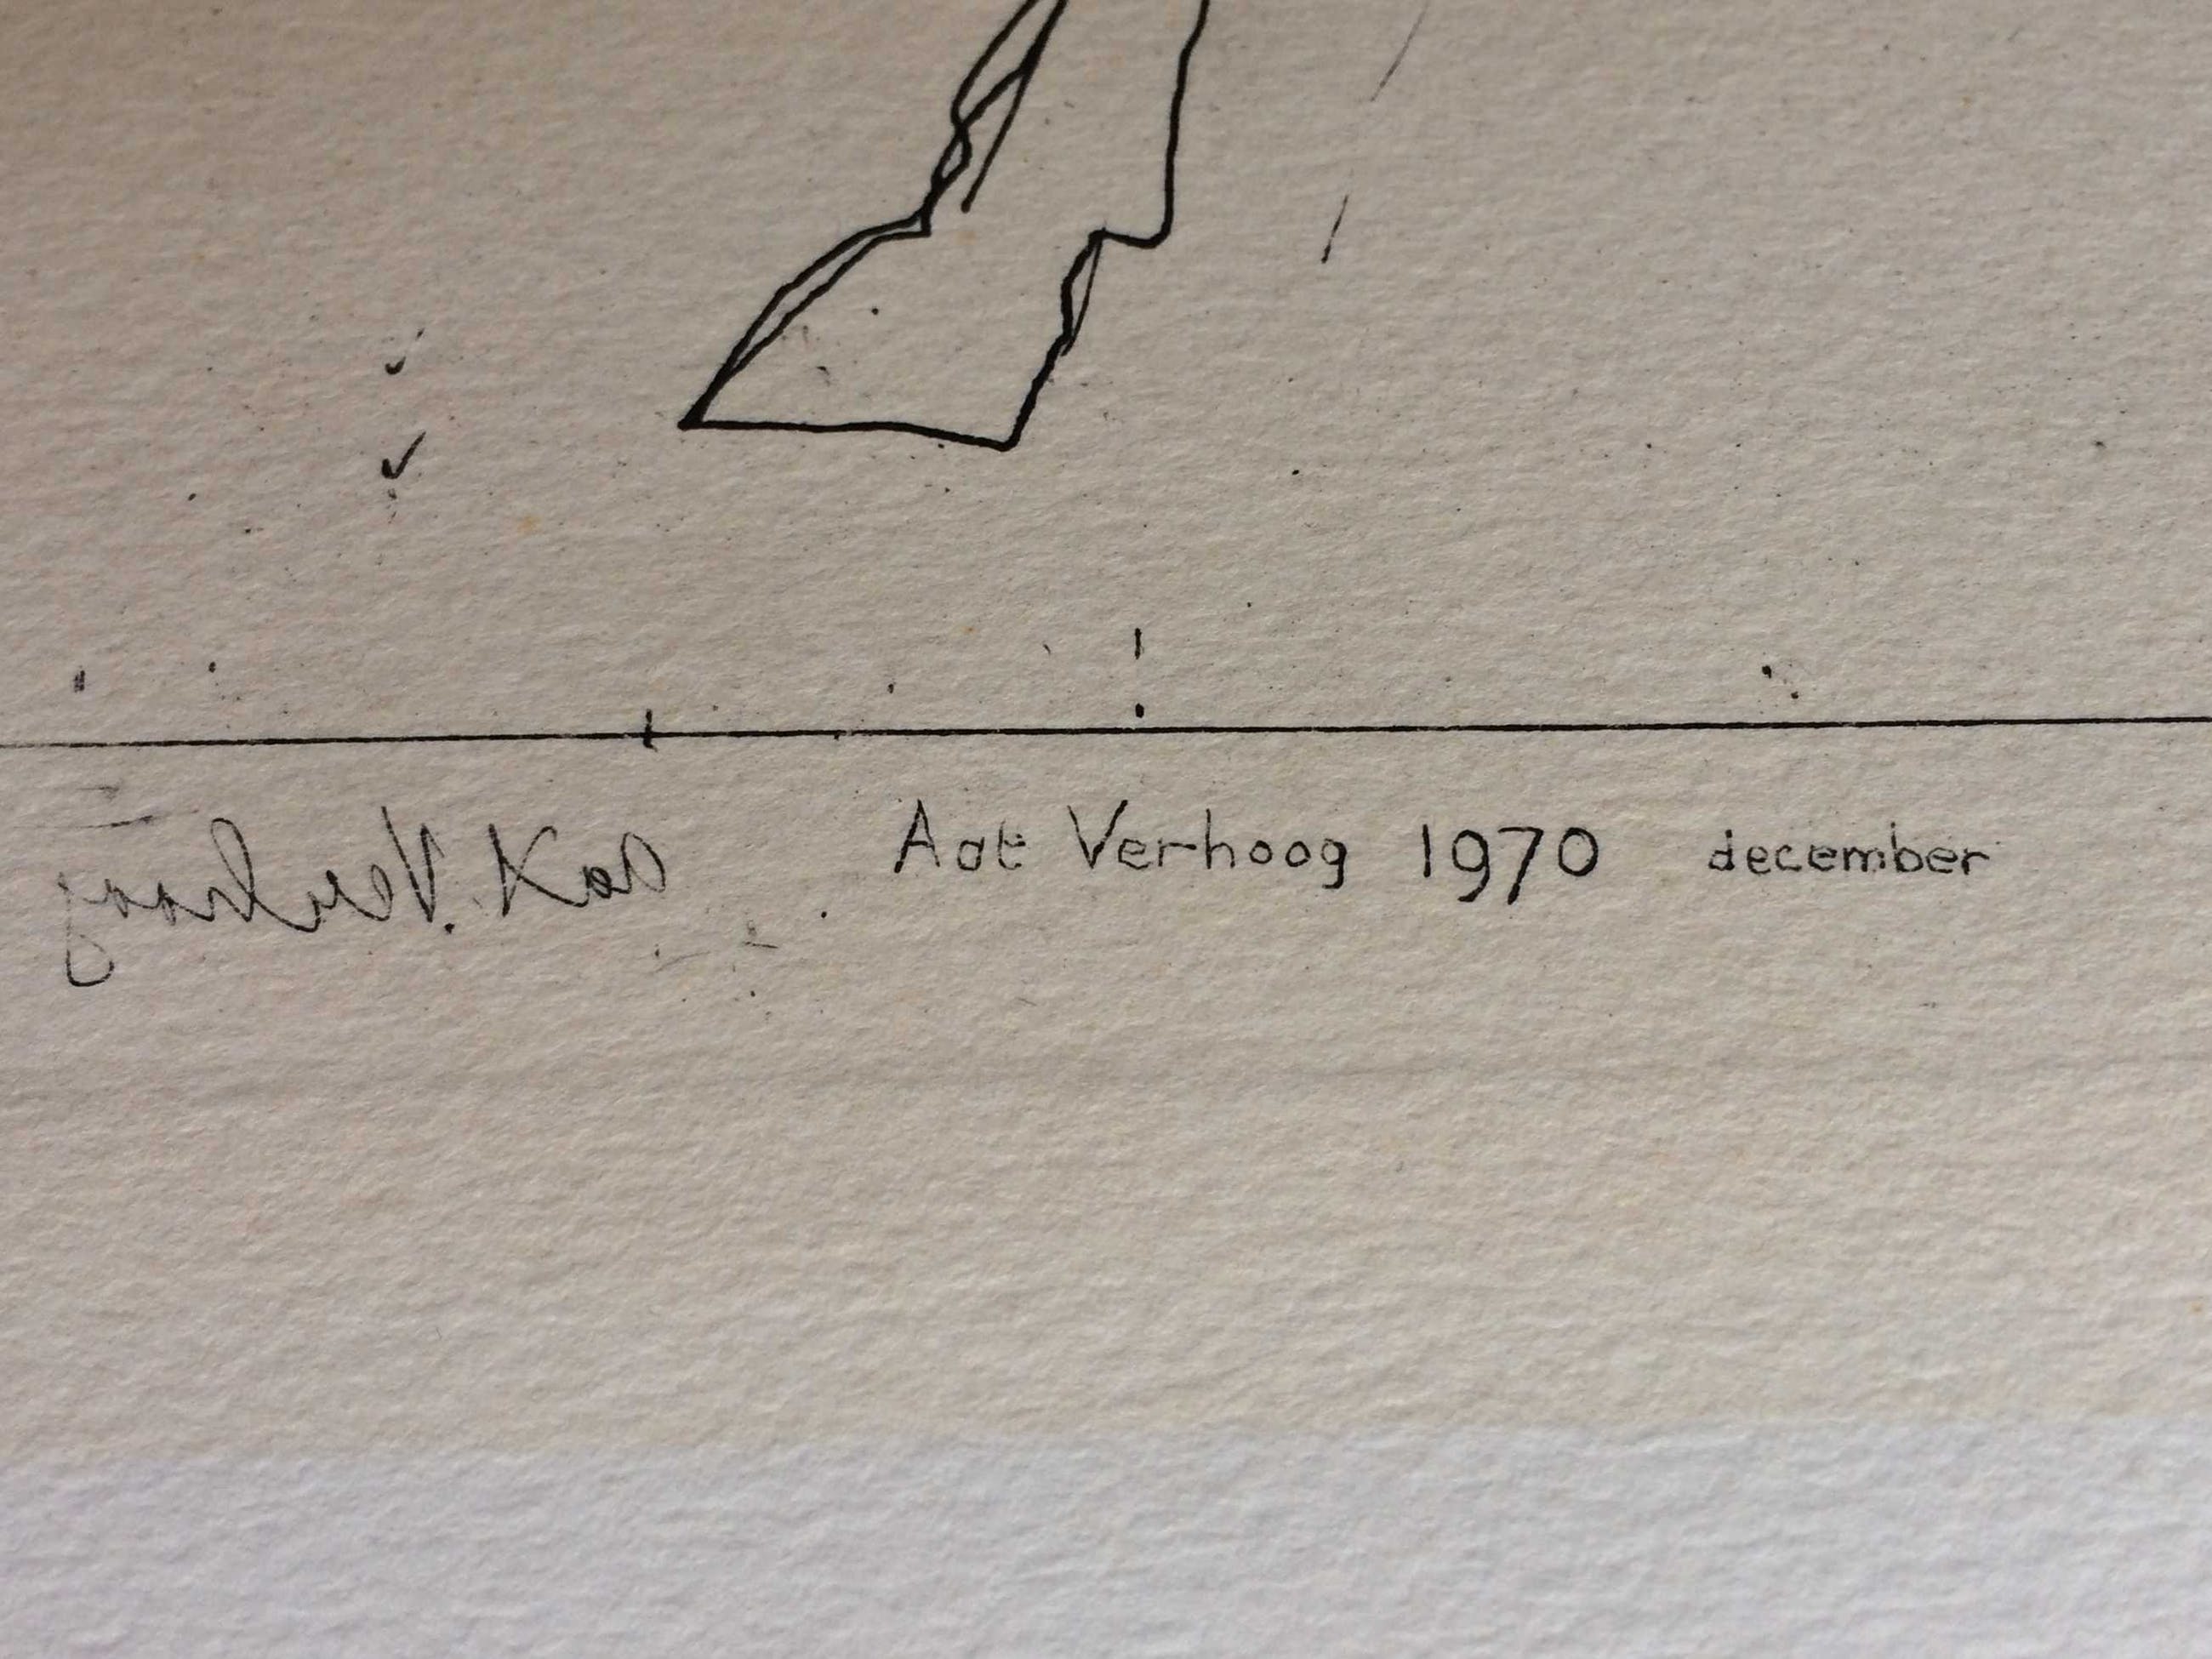 Aat Verhoog 1970 december